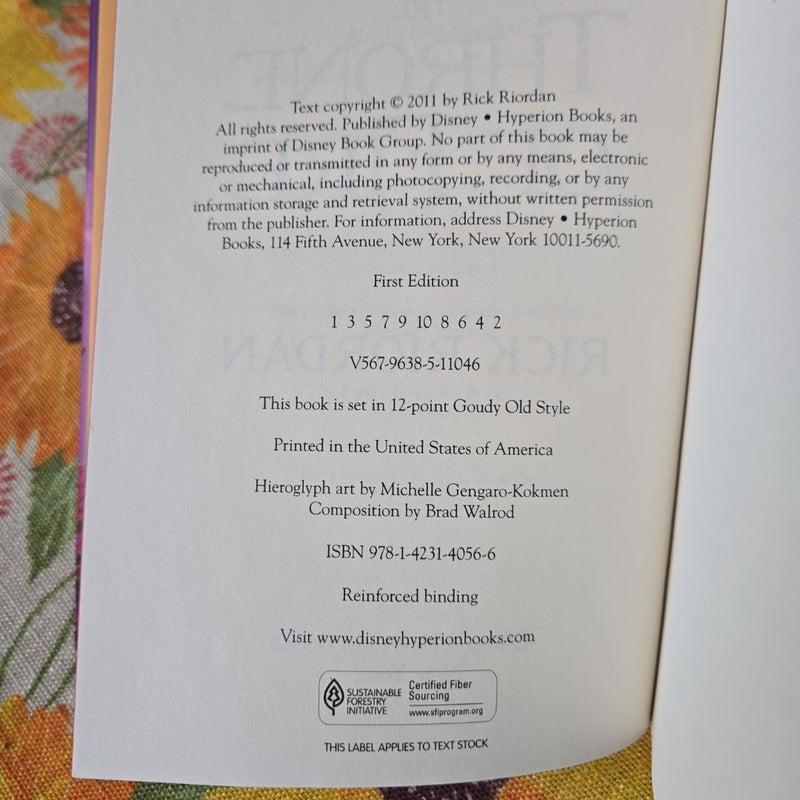 Text copyright © 2011 by Rick Riordan
All rights reserved. Published by Disney • Hyperion Books, an
imprint of Disney Book Group. No part of this book may be
reproduced or transmitted in any form or by any means, electronic
or mechanical, including photocopying, recording, or by any
information storage and retrieval system, without written permission
from the publisher. For information, address Disney • Hyperion
Books, 114 Fifth Avenue, New York, New York 10011-5690.
First Edition
1 3 5 7 9 10 8 6 4 2
V567-9638-5-11046
This book is set in 12-point Goudy Old Style
Printed in the United States of America
Hieroglyph art by Michelle Gengaro-Kokmen
Composition by Brad Walrod
ISBN 978-1-4231-4056-6
Reinforced binding
Visit www.disneyhyperionbooks.com
SUSTAINABLE
FORESTRY
INITIATIVE
Certified Fiber
Sourcing
www.sfiprogram.org
THIS LABEL APPLIES TO TEXT STOCK
THRONE
RICK RIORDAN